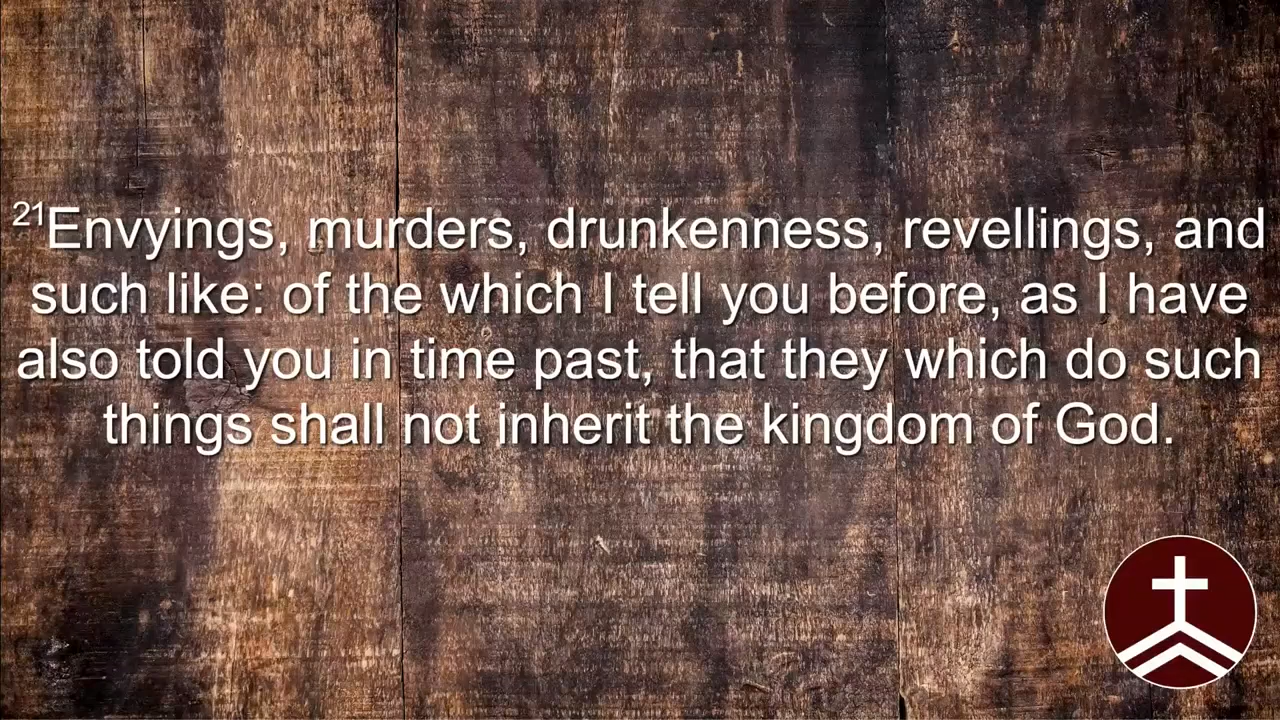 21Envyings, murders, drunkenness, revellings, and
such like: of the which I tell you before, as I have
also told you in time past, that they which do such
things shall not inherit the kingdom of God.